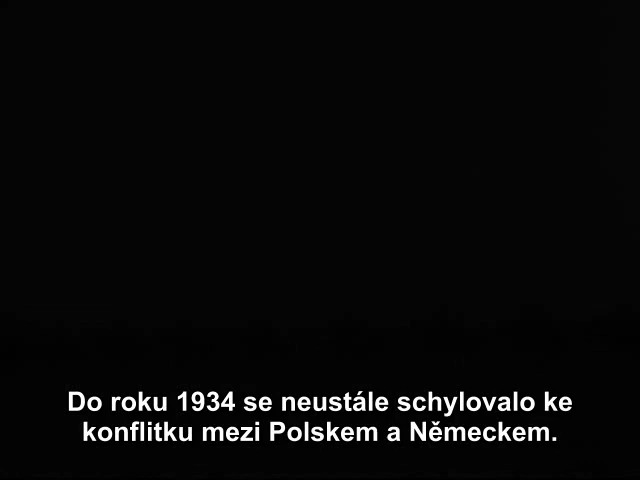 Do roku 1934 se neustále schylovalo ke
konflitku mezi Polskem a Německem.